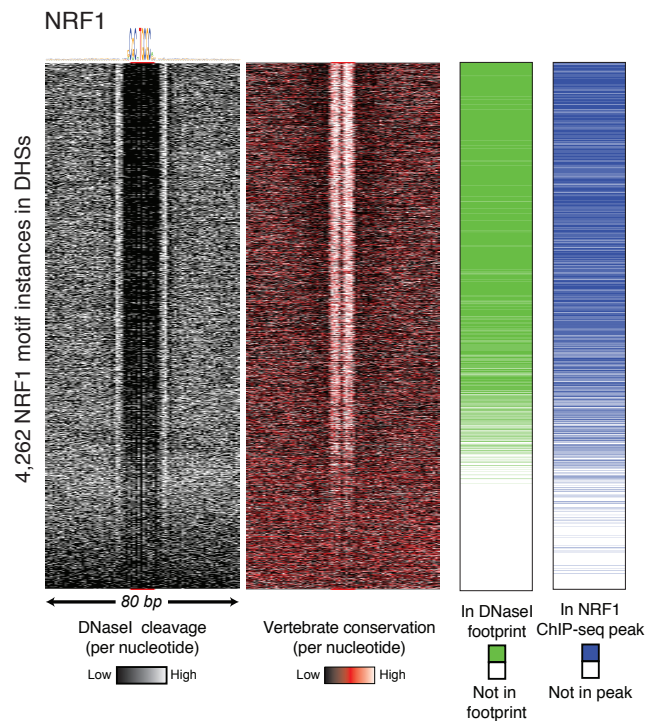 NRF1
4,262 NRF1 motif instances in DHSs
80 bp
DNaseI cleavage
(per nucleotide)
Low
High
Vertebrate conservation
(per nucleotide)
Low
High
In DNaseI
footprint
Not in
footprint
In NRF1
ChIP-seq peak
Not in peak